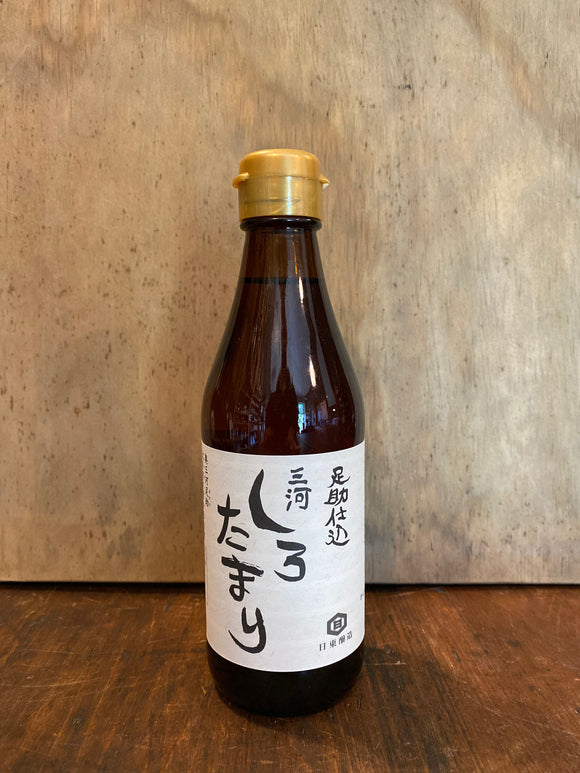 足助仕込
三河
しろ
たまり
日東醸造